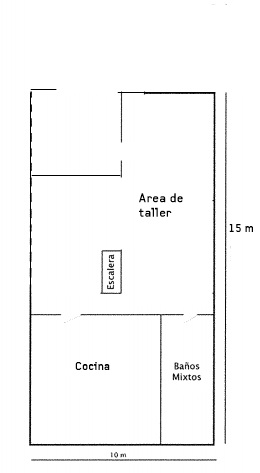 Area de
taller
15 m
Escalera
Cocina
Baños
Mixtos
10 m